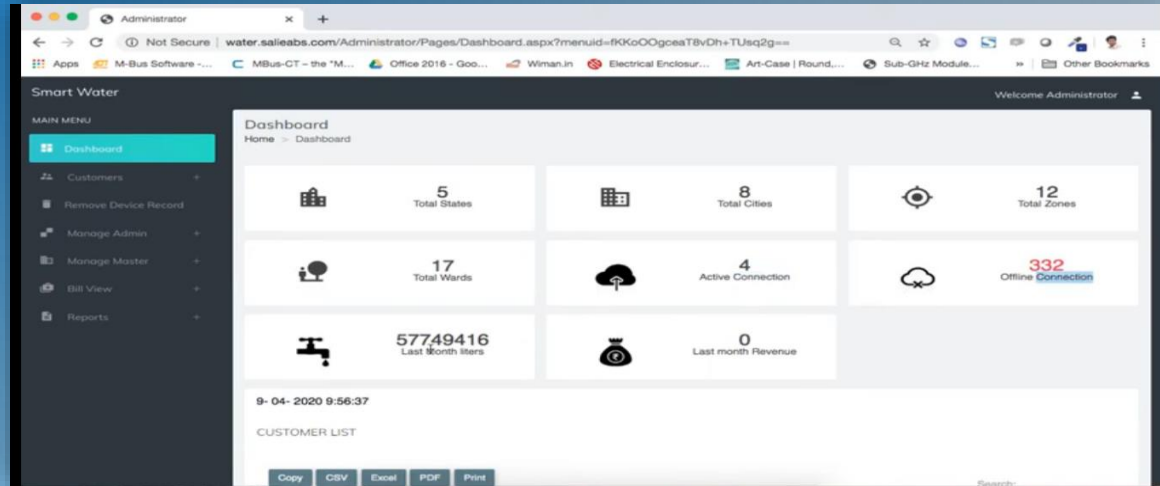 Administrator
Not Secure | water.salieabs.com/Administrator/Pages/Dashboard.aspx?menuid=fKKoOOgceaT8vDh+TUsq2g==
Apps M-Bus Software -... MBus-GT – the "M... Office 2016 - Goo... Wiman.in Electrical Enclosur... Art-Case | Round,... Sub-GHz Module... » Other Bookmarks
Smart Water
Welcome Administrator
MAIN MENU
Dashboard
Customers +
Remove Device Record
Manage Admin +
Manage Master +
Bill View +
Reports +
Dashboard
Home > Dashboard
5
Total States
8
Total Cities
12
Total Zones
17
Total Wards
4
Active Connection
332
Offline Connection
57749416
Last Month liters
0
Last month Revenue
9- 04- 2020 9:56:37
CUSTOMER LIST
Copy CSV Excel PDF Print
Search: